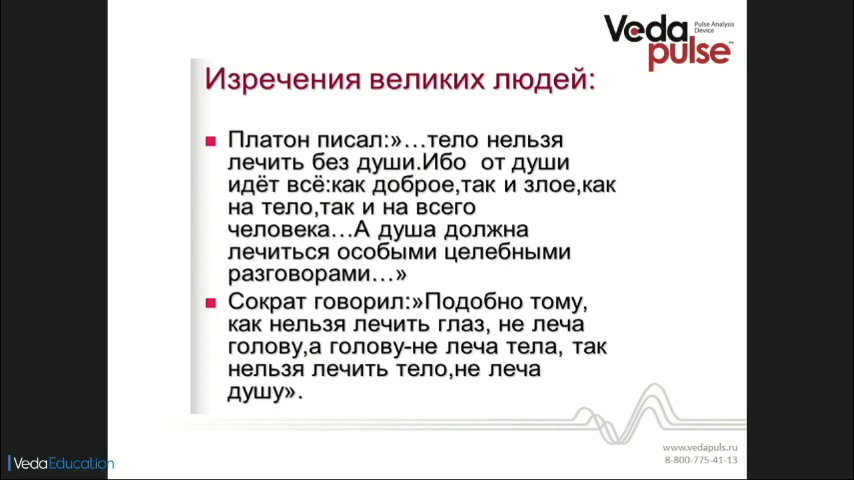 Veda
Pulse Analysis
Device
pulse™
Изречения великих людей:
Платон писал:»…тело нельзя
лечить без души.Ибо от души
идёт всё:как доброе,так и злое,как
на тело,так и на всего
человека…А душа должна
лечиться особыми целебными
разговорами…»
Сократ говорил:»Подобно тому,
как нельзя лечить глаз, не леча
голову,а голову-не леча тела, так
нельзя лечить тело,не леча
душу».
www.vedapuls.ru
8-800-775-41-13
VedaEducation